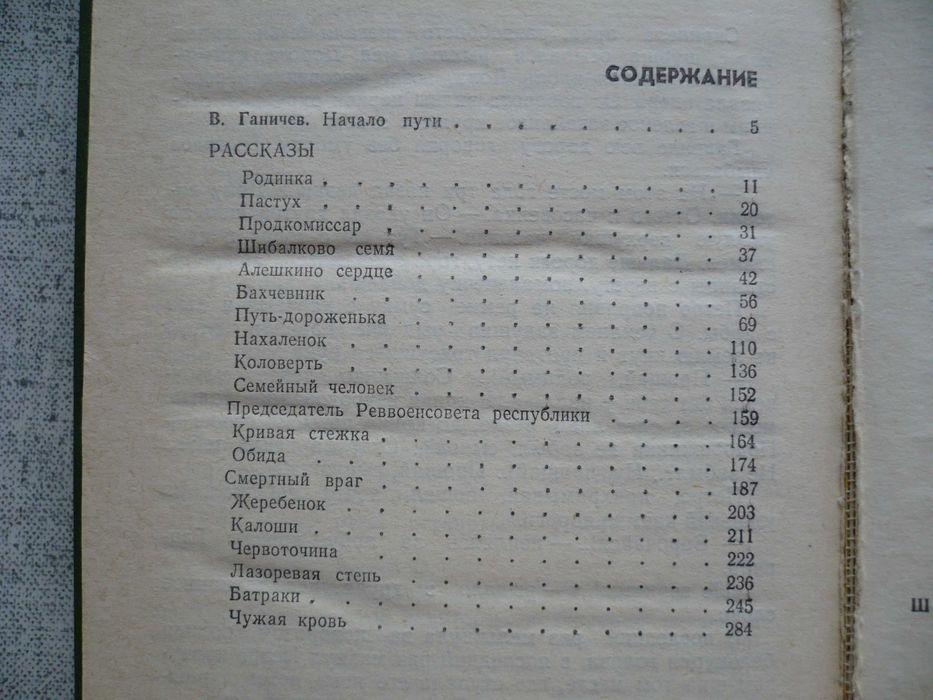 СОДЕРЖАНИЕ
В. Ганичев. Начало пути . . . . . . . . . . 5
РАССКАЗЫ
Родинка . . . . . . . . . . . . . 11
Пастух . . . . . . . . . . . . . 20
Продкомиссар . . . . . . . . . . . 31
Шибалково семя . . . . . . . . . . 37
Алешкино сердце . . . . . . . . . . 42
Бахчевник . . . . . . . . . . . . 56
Путь-дороженька . . . . . . . . . . 69
Нахаленок . . . . . . . . . . . . 110
Коловерть . . . . . . . . . . . . 136
Семейный человек . . . . . . . . . . 152
Председатель Реввоенсовета республики . . . . 159
Кривая стежка . . . . . . . . . . . 164
Обида . . . . . . . . . . . . . 174
Смертный враг . . . . . . . . . . . 187
Жеребенок . . . . . . . . . . . . 203
Калоши . . . . . . . . . . . . . 211
Червоточина . . . . . . . . . . . 222
Лазоревая степь . . . . . . . . . . 236
Батраки . . . . . . . . . . . . . 245
Чужая кровь . . . . . . . . . . . 284
Ш